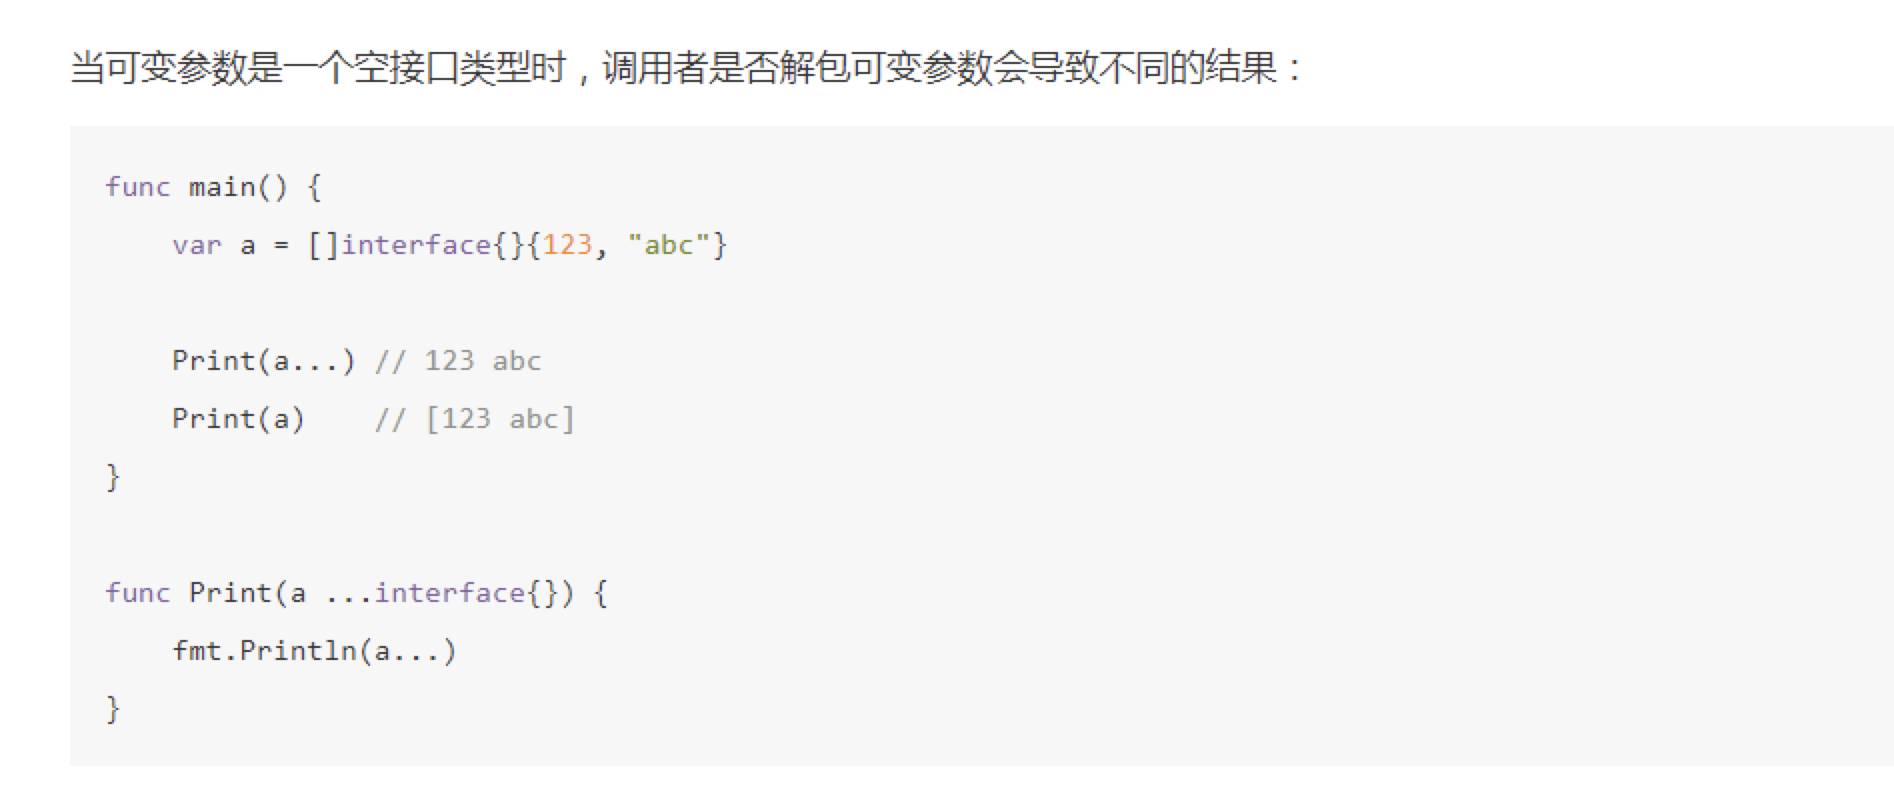 当可变参数是一个空接口类型时，调用者是否解包可变参数会导致不同的结果：
func main() {
    var a = []interface{}{123, "abc"}
    Print(a...) // 123 abc
    Print(a)    // [123 abc]
}
func Print(a ...interface{}) {
    fmt.Println(a...)
}